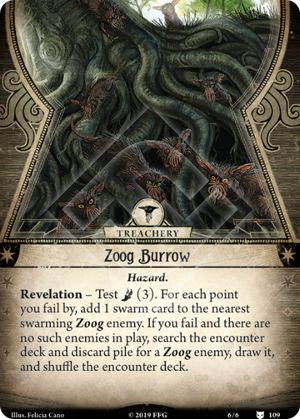 TREACHERY
Zoog Burrow
Hazard.
Revelation – Test (3). For each point
you fail by, add 1 swarm card to the nearest
swarming Zoog enemy. If you fail and there are
no such enemies in play, search the encounter
deck and discard pile for a Zoog enemy, draw it,
and shuffle the encounter deck.
Illus. Felicia Cano © 2019 FFG 6/6 109